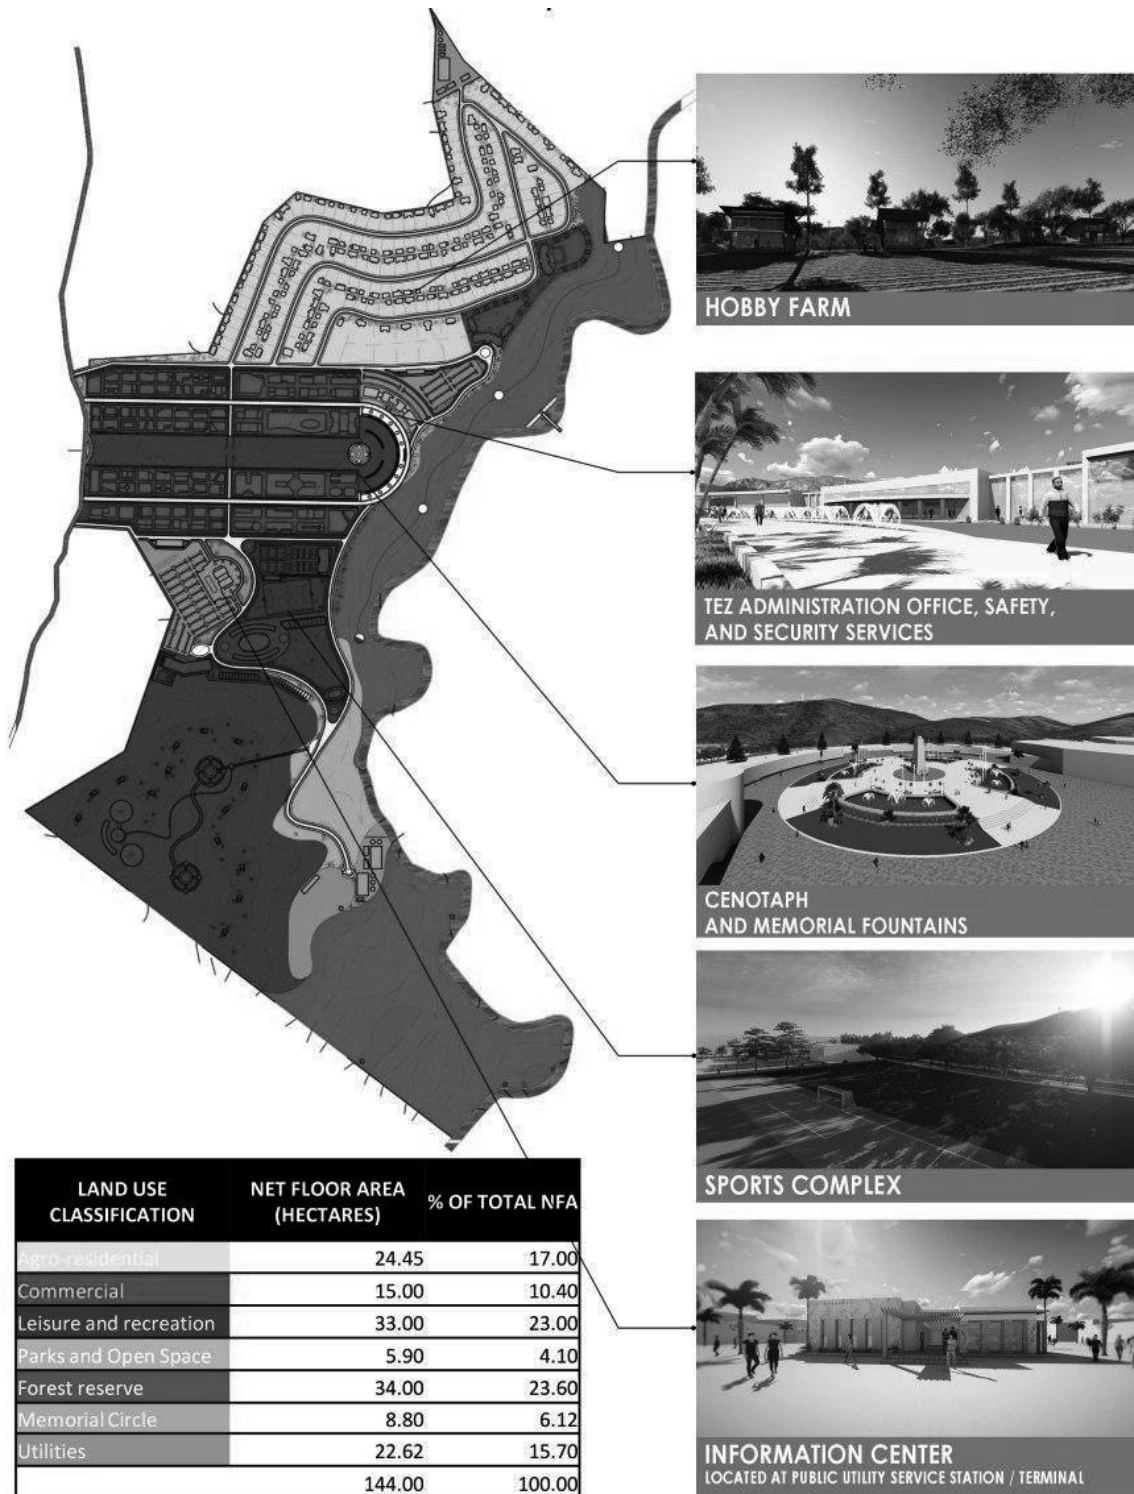 HOBBY FARM
TEZ ADMINISTRATION OFFICE, SAFETY,
AND SECURITY SERVICES
CENOTAPH
AND MEMORIAL FOUNTAINS
SPORTS COMPLEX
INFORMATION CENTER
LOCATED AT PUBLIC UTILITY SERVICE STATION / TERMINAL
LAND USE CLASSIFICATION NET FLOOR AREA (HECTARES) % OF TOTAL NFA
Agro-residential 24.45 17.00
Commercial 15.00 10.40
Leisure and recreation 33.00 23.00
Parks and Open Space 5.90 4.10
Forest reserve 34.00 23.60
Memorial Circle 8.80 6.12
Utilities 22.62 15.70
144.00 100.00